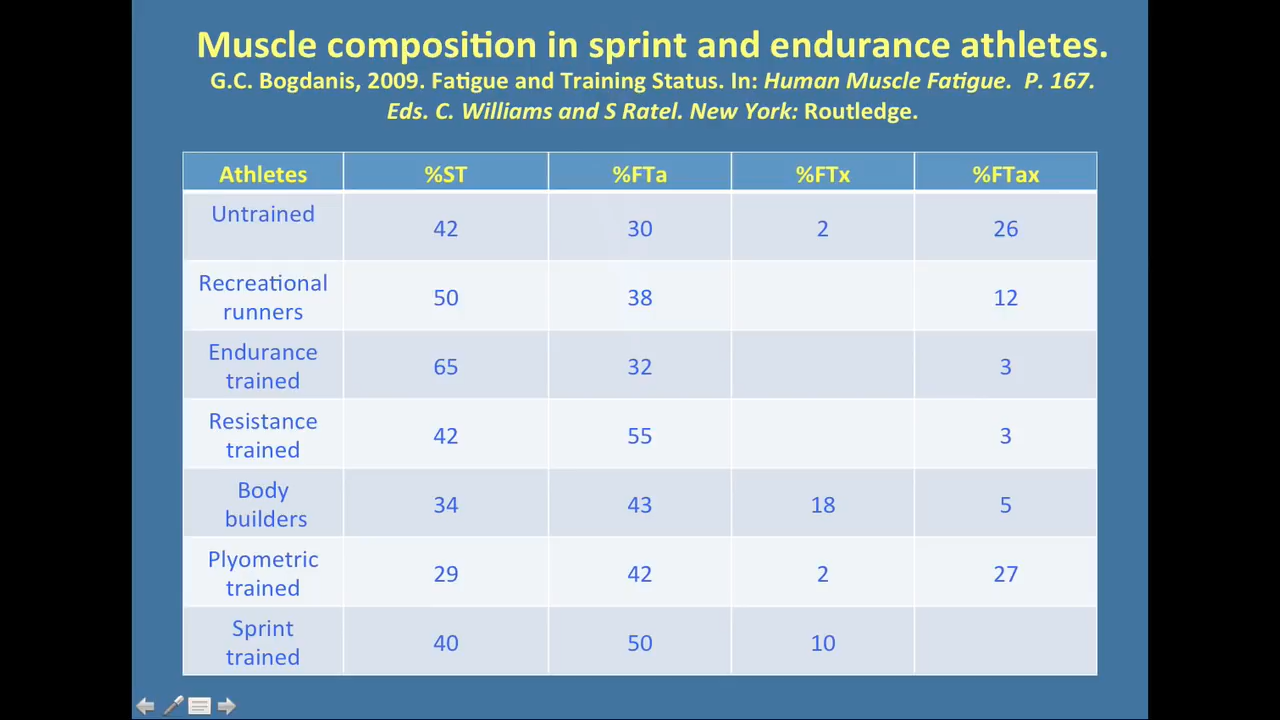 Muscle composition in sprint and endurance athletes.
G.C. Bogdanis, 2009. Fatigue and Training Status. In: Human Muscle Fatigue. P. 167.
Eds. C. Williams and S Ratel. New York: Routledge.
Athletes %ST %FTa %FTx %FTax
Untrained 42 30 2 26
Recreational
runners 50 38 12
Endurance
trained 65 32 3
Resistance
trained 42 55 3
Body
builders 34 43 18 5
Plyometric
trained 29 42 2 27
Sprint
trained 40 50 10